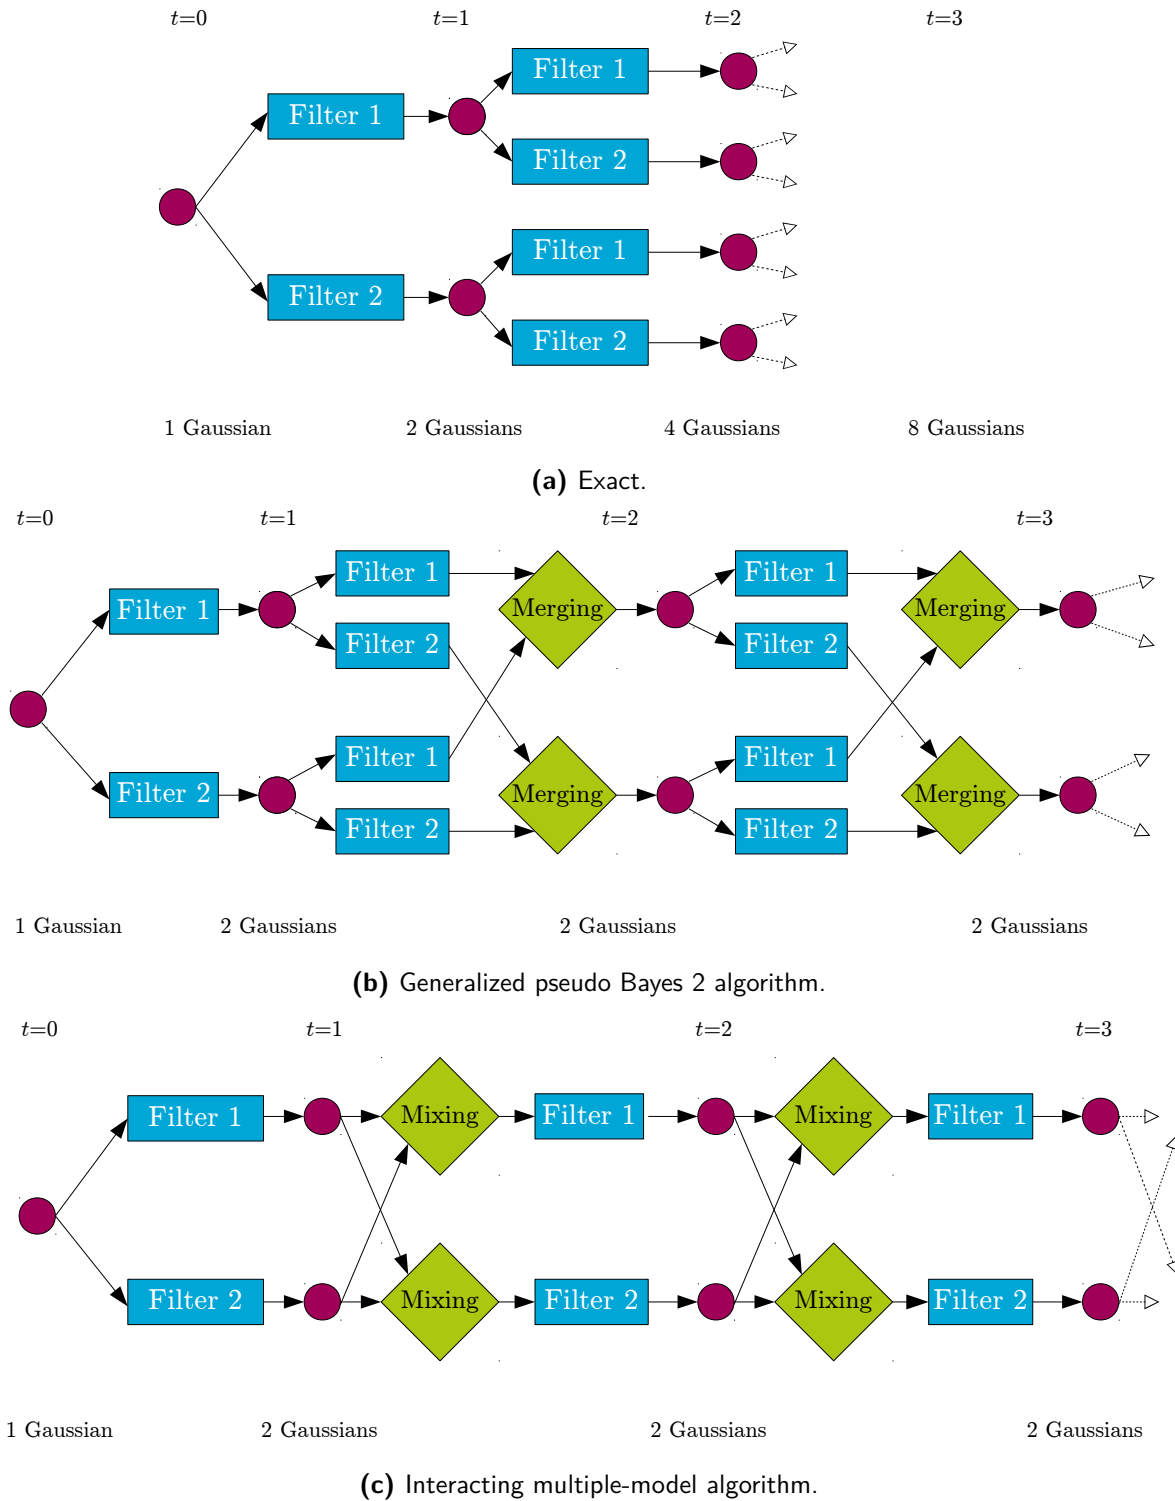 t=0 t=1 t=2 t=3
Filter 1
Filter 1
Filter 2
Filter 1
Filter 2
Filter 2
1 Gaussian 2 Gaussians 4 Gaussians 8 Gaussians
(a) Exact.
t=0 t=1 t=2 t=3
Filter 1 Filter 1
Filter 1 Merging Merging
Filter 2 Filter 2
Filter 1 Filter 1
Filter 2 Merging Merging
Filter 2 Filter 2
1 Gaussian 2 Gaussians 2 Gaussians 2 Gaussians
(b) Generalized pseudo Bayes 2 algorithm.
t=0 t=1 t=2 t=3
Filter 1 Mixing Filter 1 Mixing Filter 1
Filter 2 Mixing Filter 2 Mixing Filter 2
1 Gaussian 2 Gaussians 2 Gaussians 2 Gaussians
(c) Interacting multiple-model algorithm.